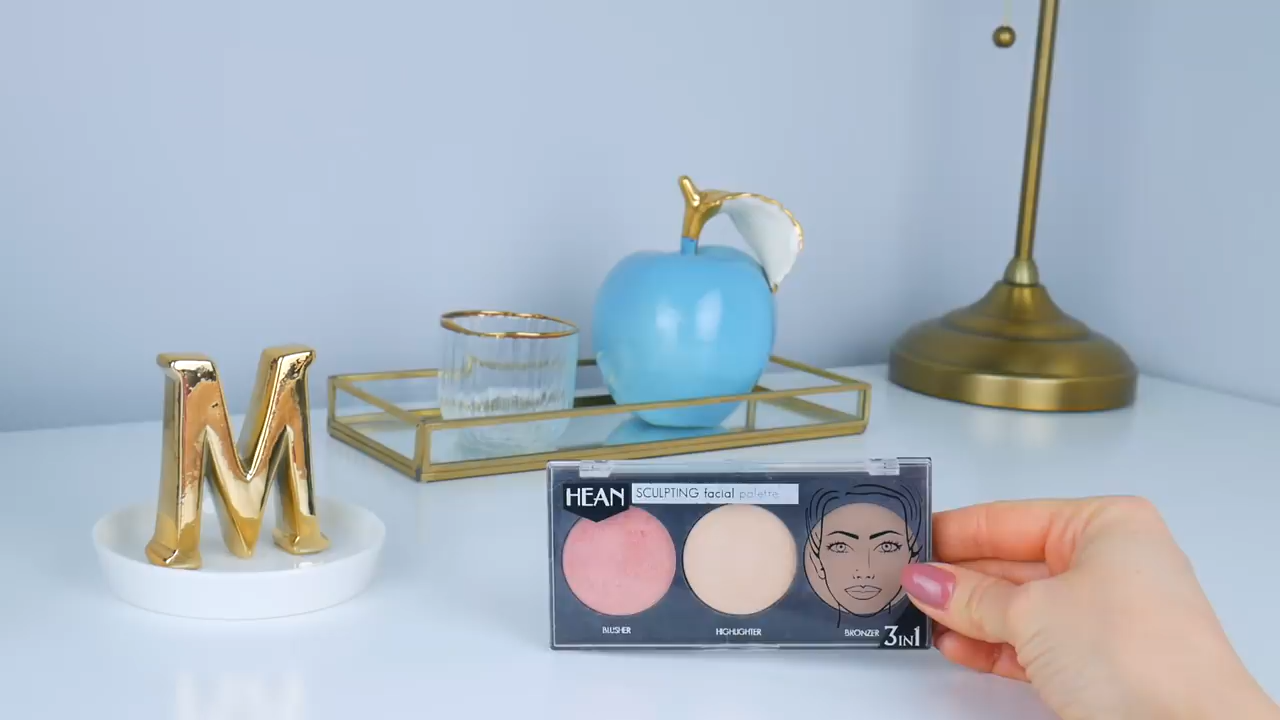 M
HEAN
SCULPTING facial palette
BLUSHER
HIGHLIGHTER
BRONZER
3IN1